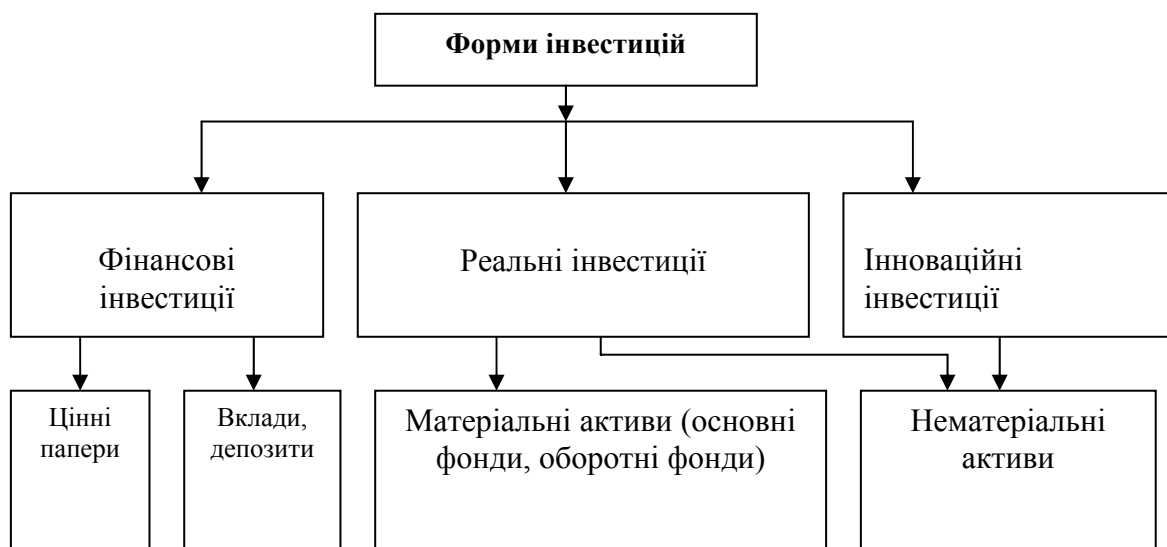 Форми інвестицій
Фінансові
інвестиції
Реальні інвестиції
Інноваційні
інвестиції
Цінні
папери
Вклади,
депозити
Матеріальні активи (основні
фонди, оборотні фонди)
Нематеріальні
активи